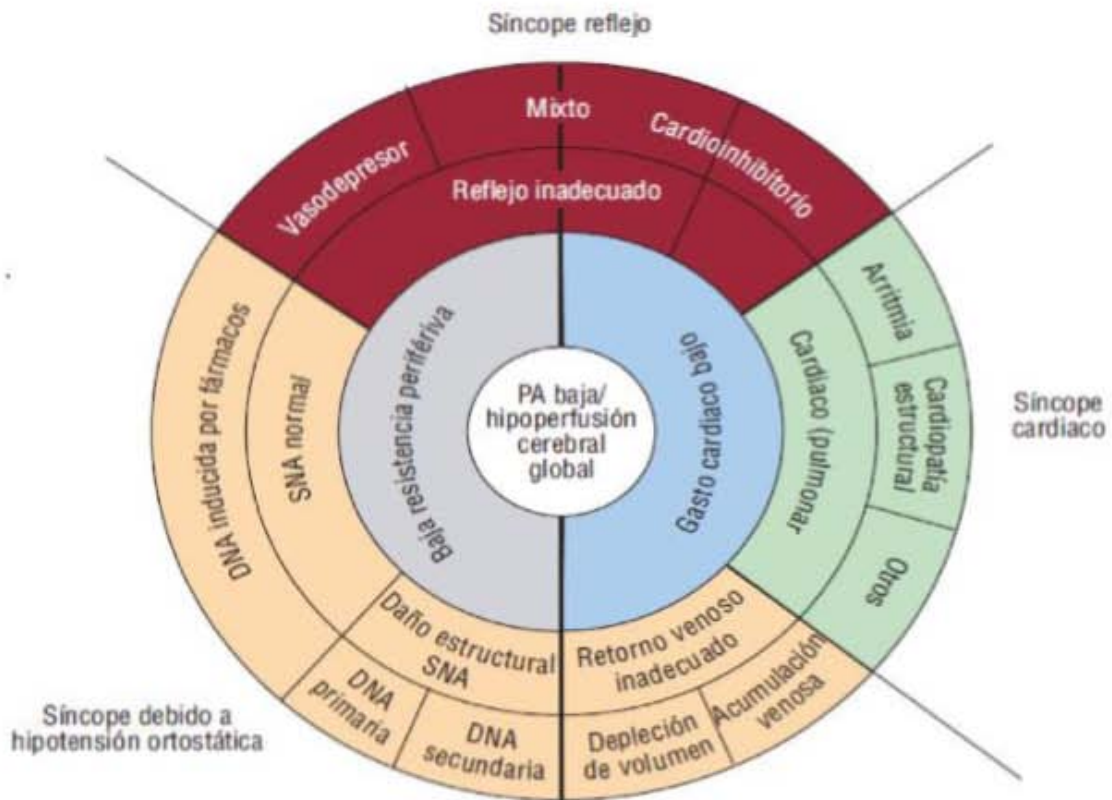 Síncope reflejo
Mixto
Vasodepresor
Cardioinhibitorio
Reflejo inadecuado
Arritmia
Cardiopatía
estructural
Otros
Síncope
cardiaco
Cardiaco (pulmonar
DNA inducida por fármacos
SNA normal
Baja resistencia perifériva
PA baja/
hipoperfusión
cerebral
global
Gasto cardiaco bajo
Daño estructural
SNA
Retorno venoso
inadecuado
DNA
primaria
DNA
secundaria
Depleción
de volumen
Acumulación
venosa
Síncope debido a
hipotensión ortostática